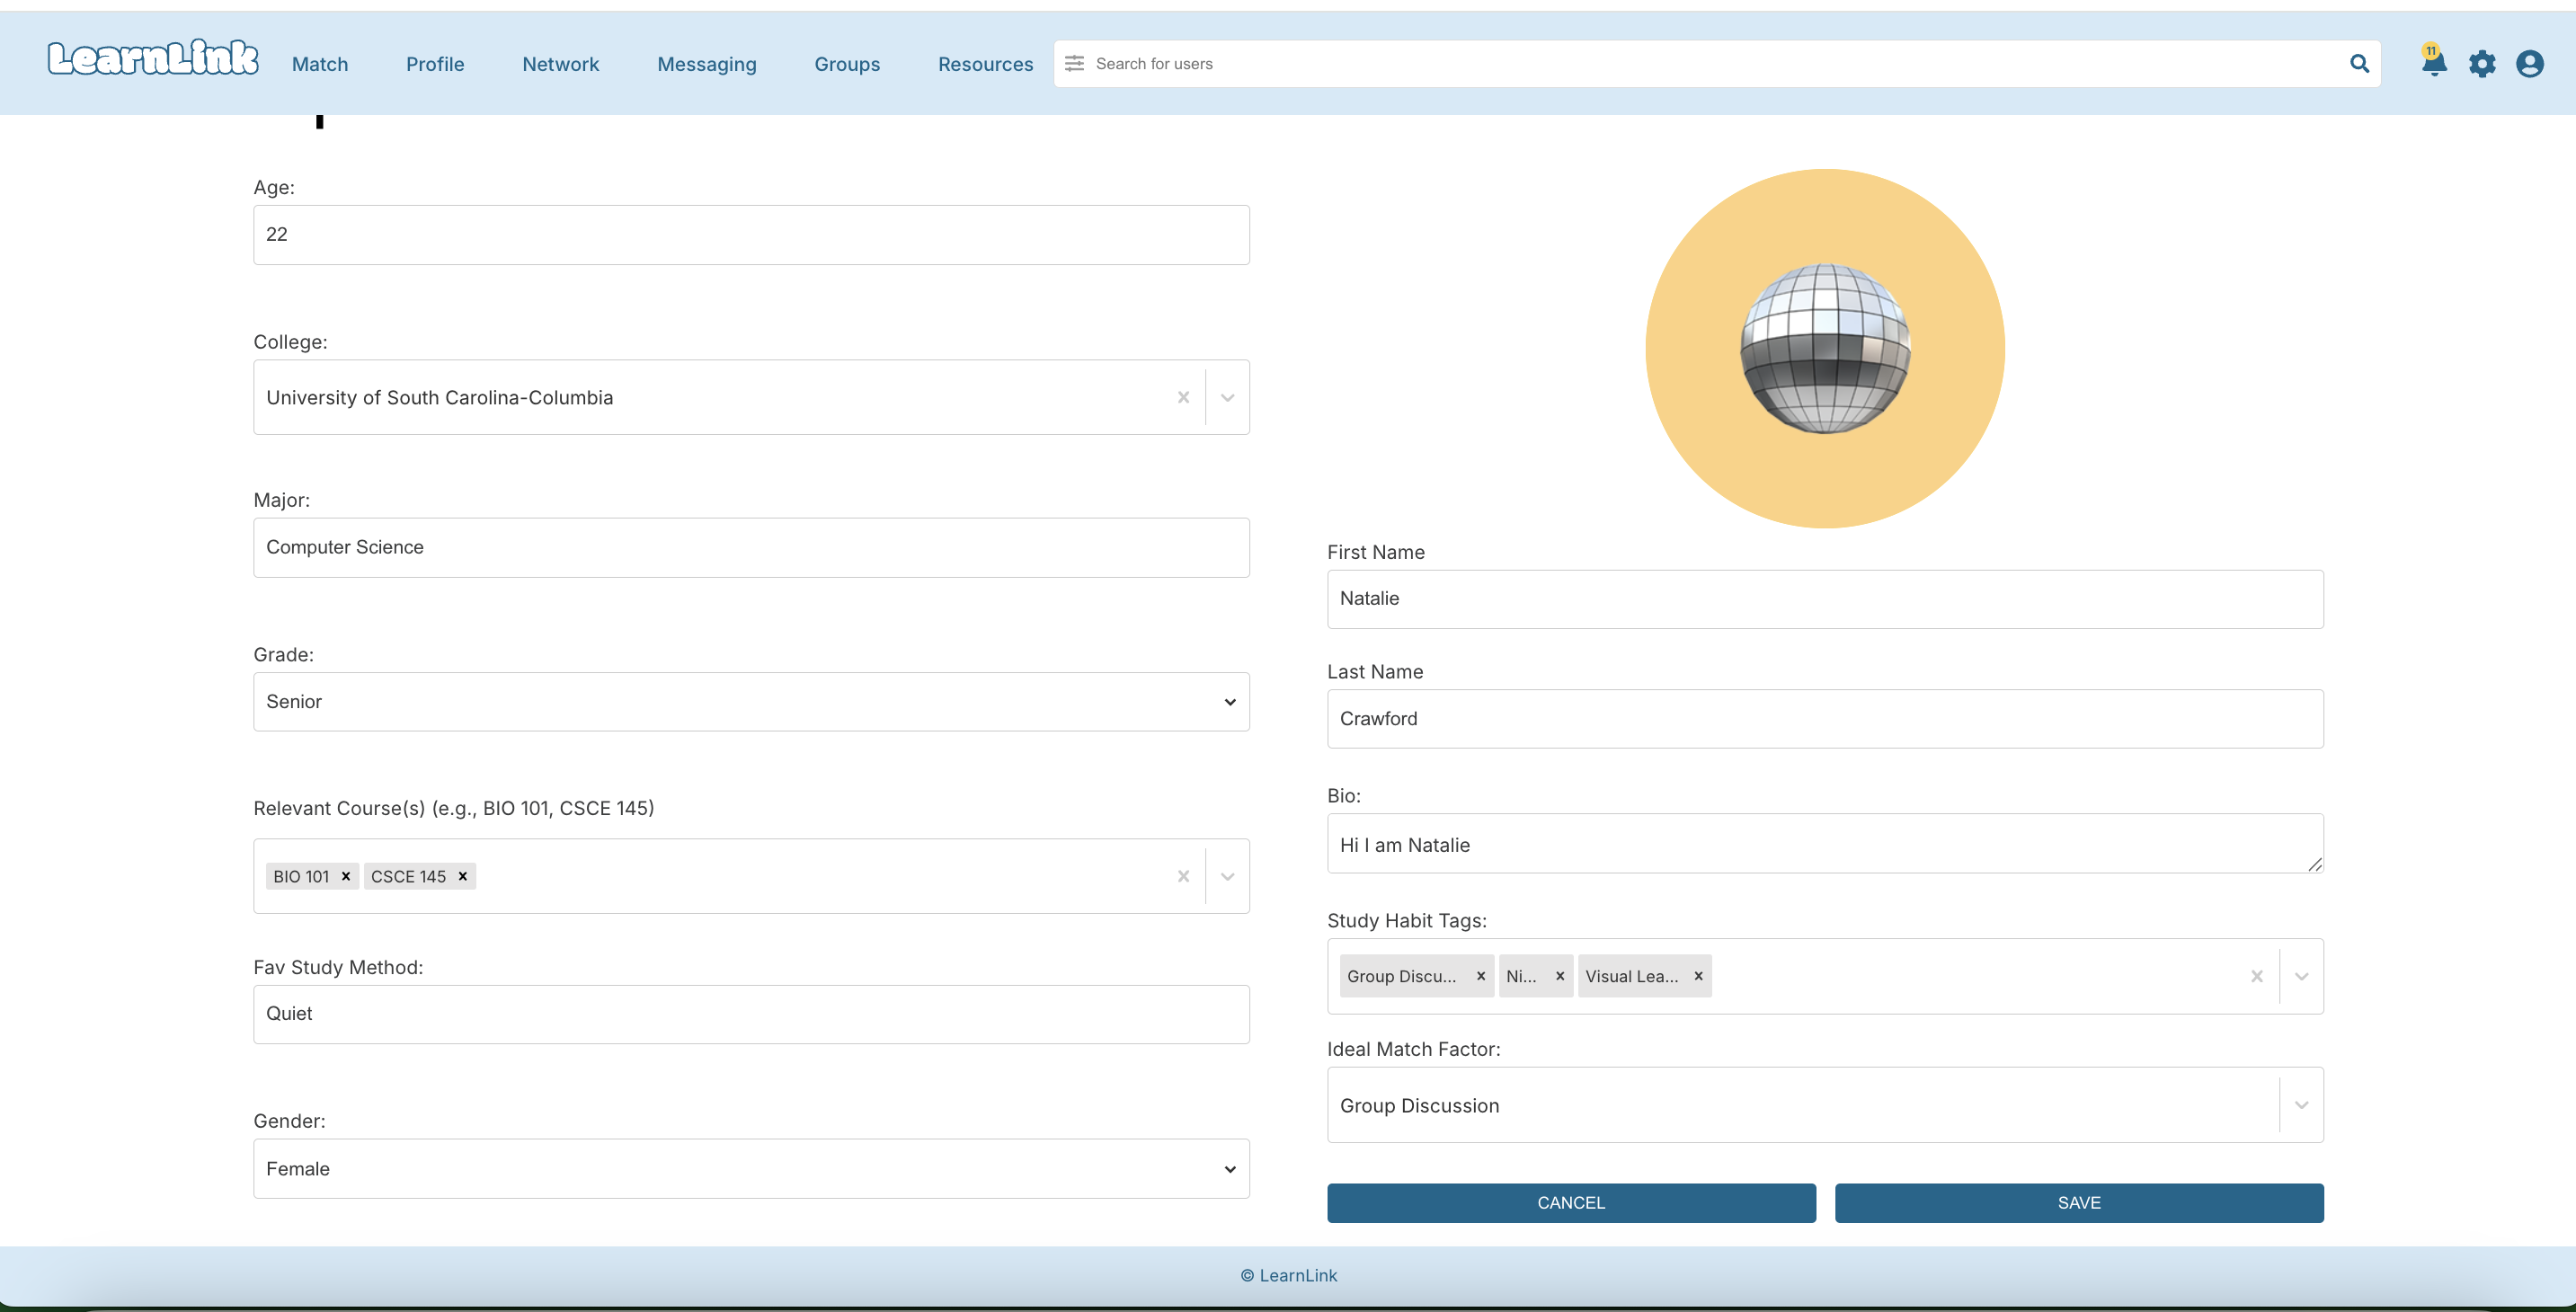 LearnLink Match Profile Network Messaging Groups Resources Search for users 11
Age:
22
College:
University of South Carolina-Columbia
Major:
Computer Science
Grade:
Senior
Relevant Course(s) (e.g., BIO 101, CSCE 145)
BIO 101 CSCE 145
Fav Study Method:
Quiet
Gender:
Female
First Name
Natalie
Last Name
Crawford
Bio:
Hi I am Natalie
Study Habit Tags:
Group Discu... Ni... Visual Lea...
Ideal Match Factor:
Group Discussion
CANCEL SAVE
© LearnLink